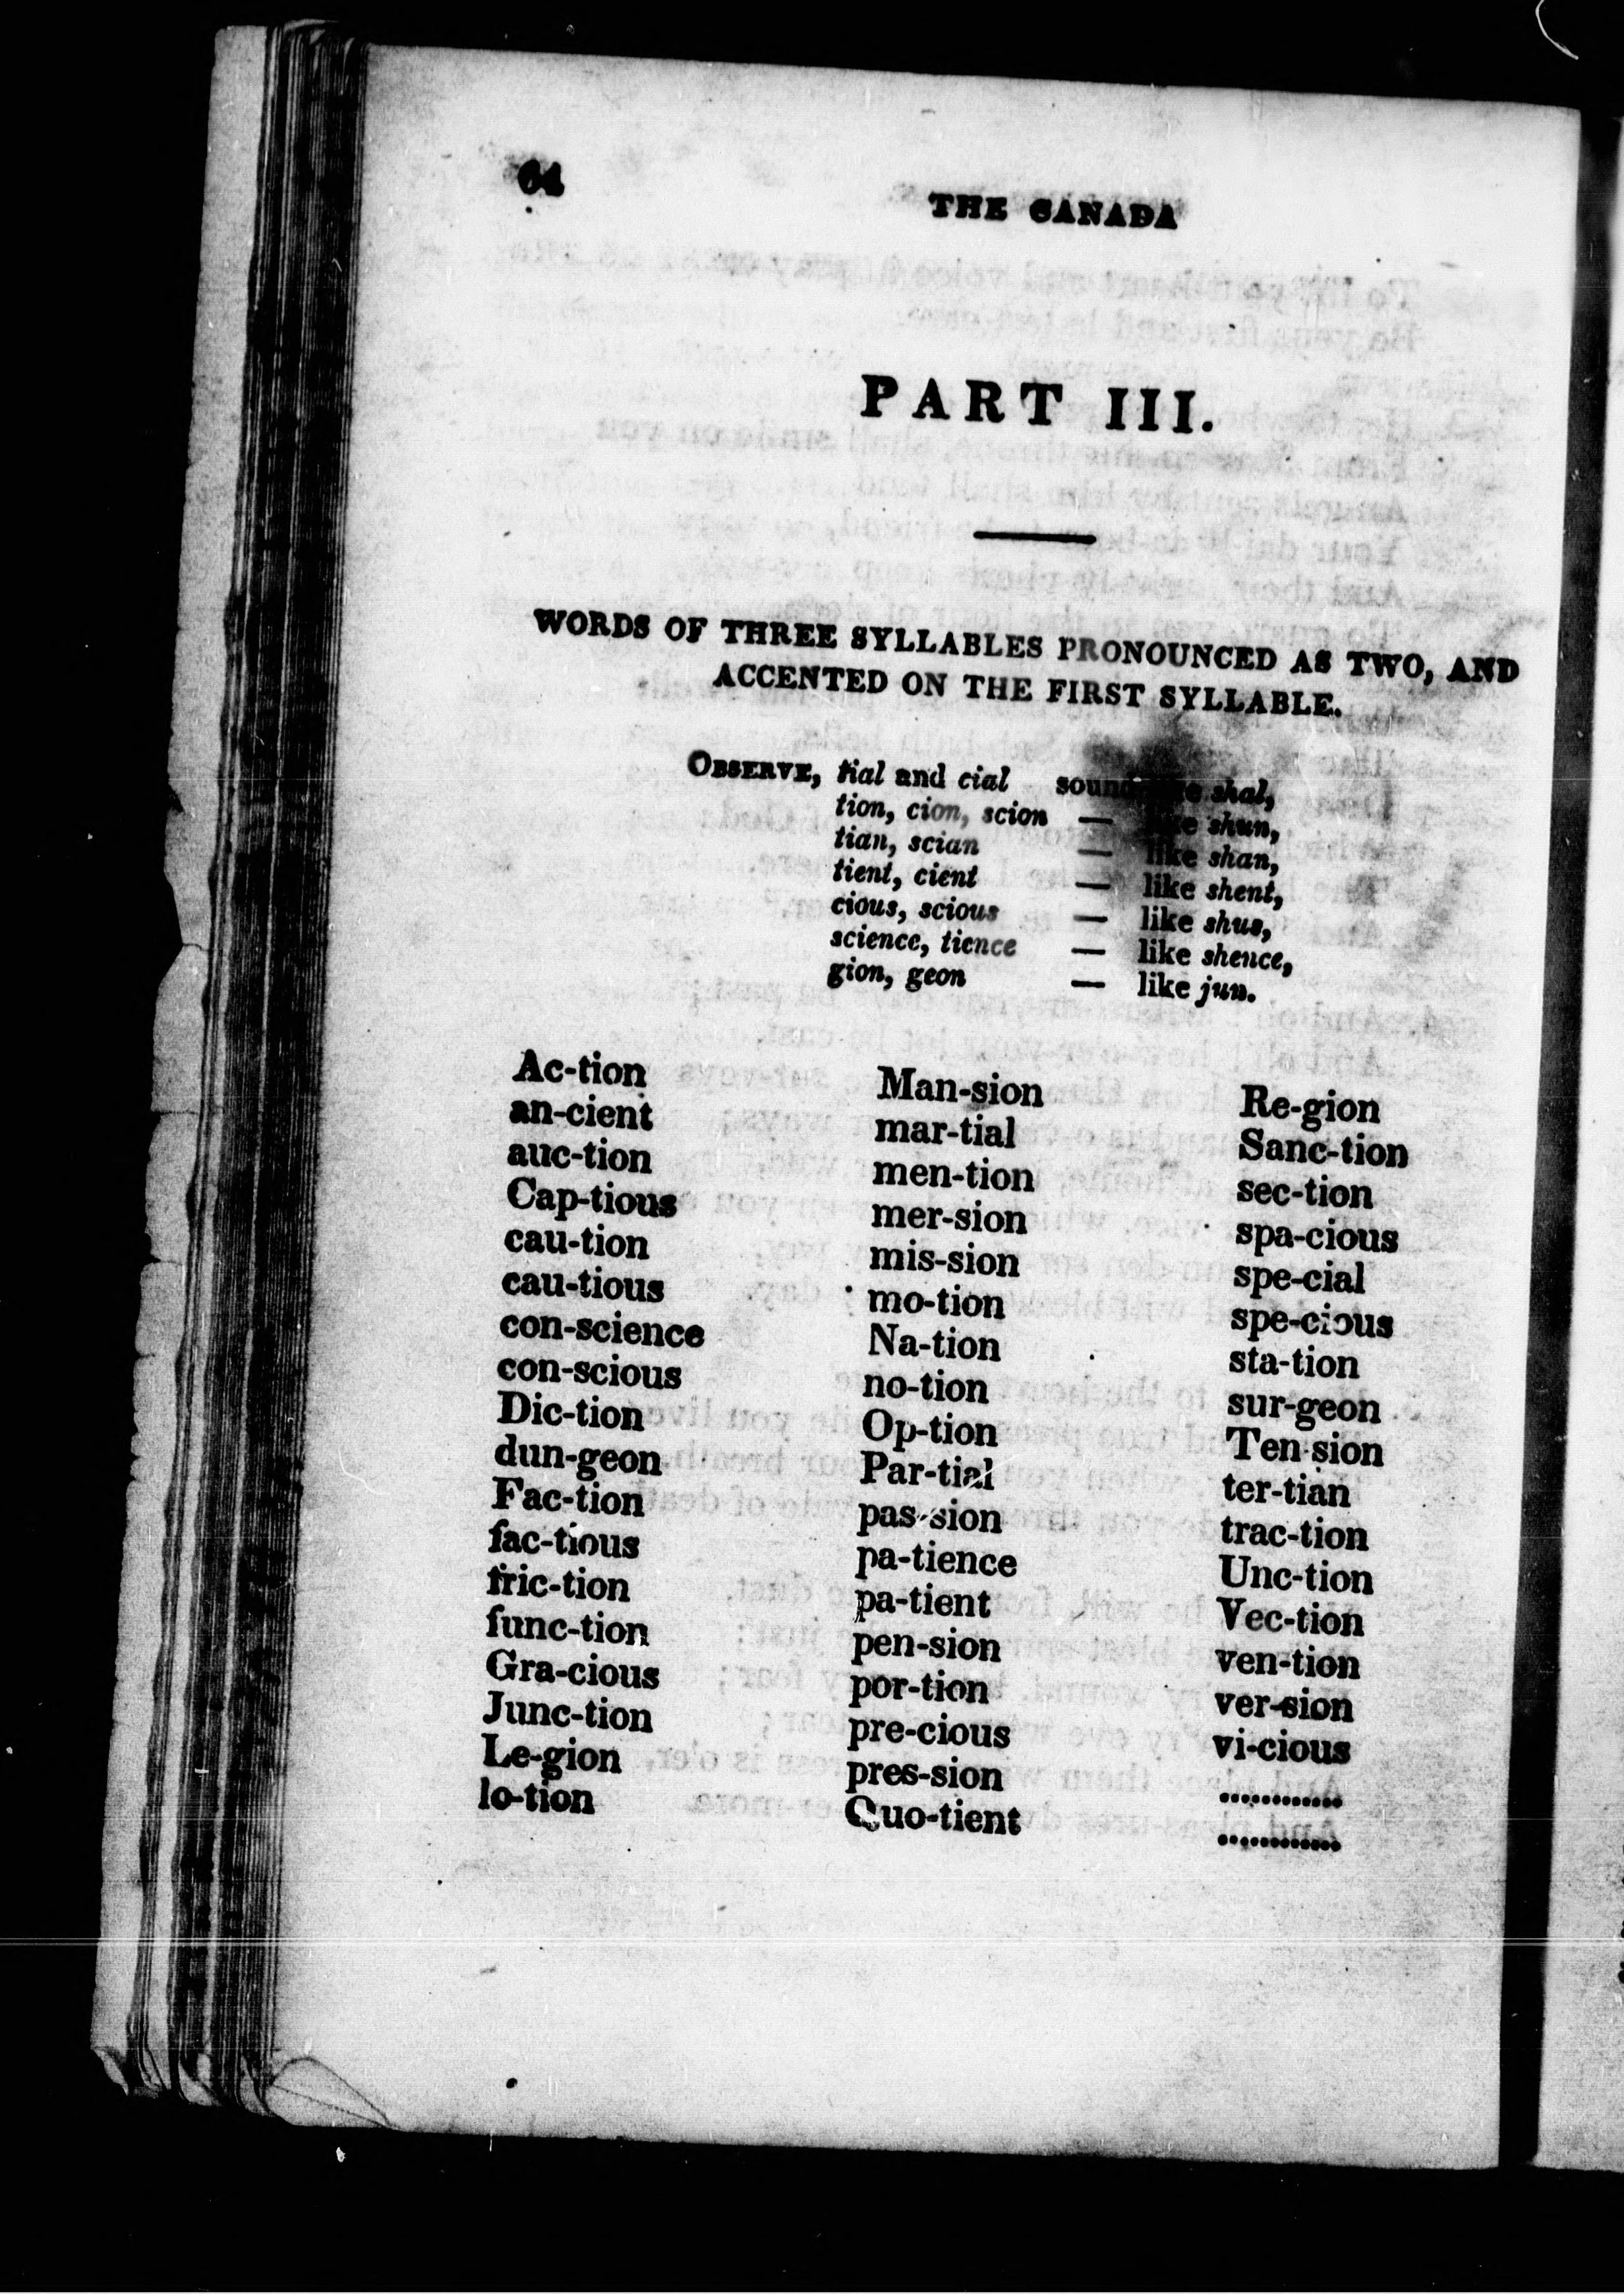 64
THE CANADA
PART III.
WORDS OF THREE SYLLABLES PRONOUNCED AS TWO, AND
ACCENTED ON THE FIRST SYLLABLE.
OBSERVE, tial and cial sound like shal,
tion, cion, scion — like shun,
tian, scian — like shan,
tient, cient — like shent,
cious, scious — like shus,
science, tience — like shence,
gion, geon — like jun.
Ac-tion
an-cient
auc-tion
Cap-tious
cau-tion
cau-tious
con-science
con-scious
Dic-tion
dun-geon
Fac-tion
fac-tious
fric-tion
func-tion
Gra-cious
Junc-tion
Le-gion
lo-tion
Man-sion
mar-tial
men-tion
mer-sion
mis-sion
mo-tion
Na-tion
no-tion
Op-tion
Par-tial
pas-sion
pa-tience
pa-tient
pen-sion
por-tion
pre-cious
pres-sion
Quo-tient
Re-gion
Sanc-tion
sec-tion
spa-cious
spe-cial
spe-cious
sta-tion
sur-geon
Ten-sion
ter-tian
trac-tion
Unc-tion
Vec-tion
ven-tion
ver-sion
vi-cious
............
............